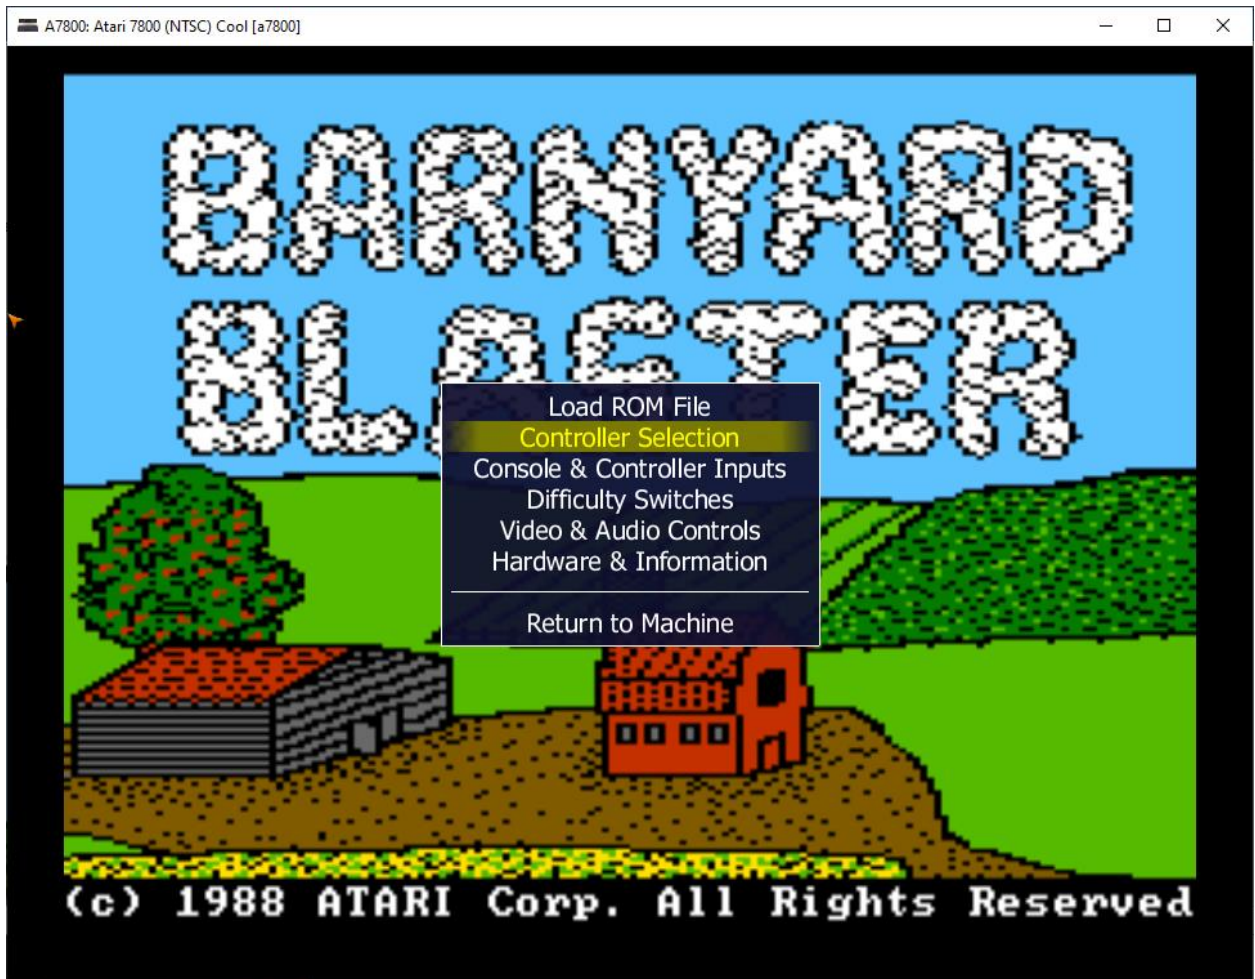 A7800: Atari 7800 (NTSC) Cool [a7800]
BARNYARD
BLASTER
Load ROM File
Controller Selection
Console & Controller Inputs
Difficulty Switches
Video & Audio Controls
Hardware & Information
Return to Machine
(c) 1988 ATARI Corp. All Rights Reserved